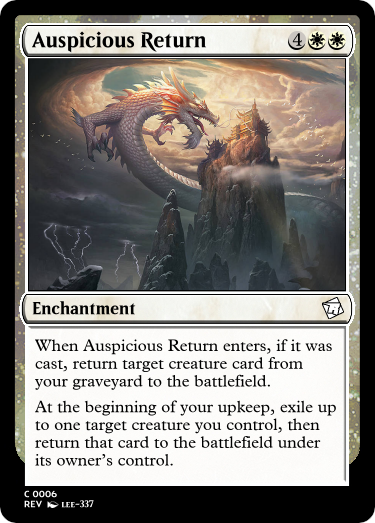 Auspicious Return 4
Enchantment
When Auspicious Return enters, if it was
cast, return target creature card from
your graveyard to the battlefield.
At the beginning of your upkeep, exile up
to one target creature you control, then
return that card to the battlefield under
its owner's control.
C 0006
REV LEE-337